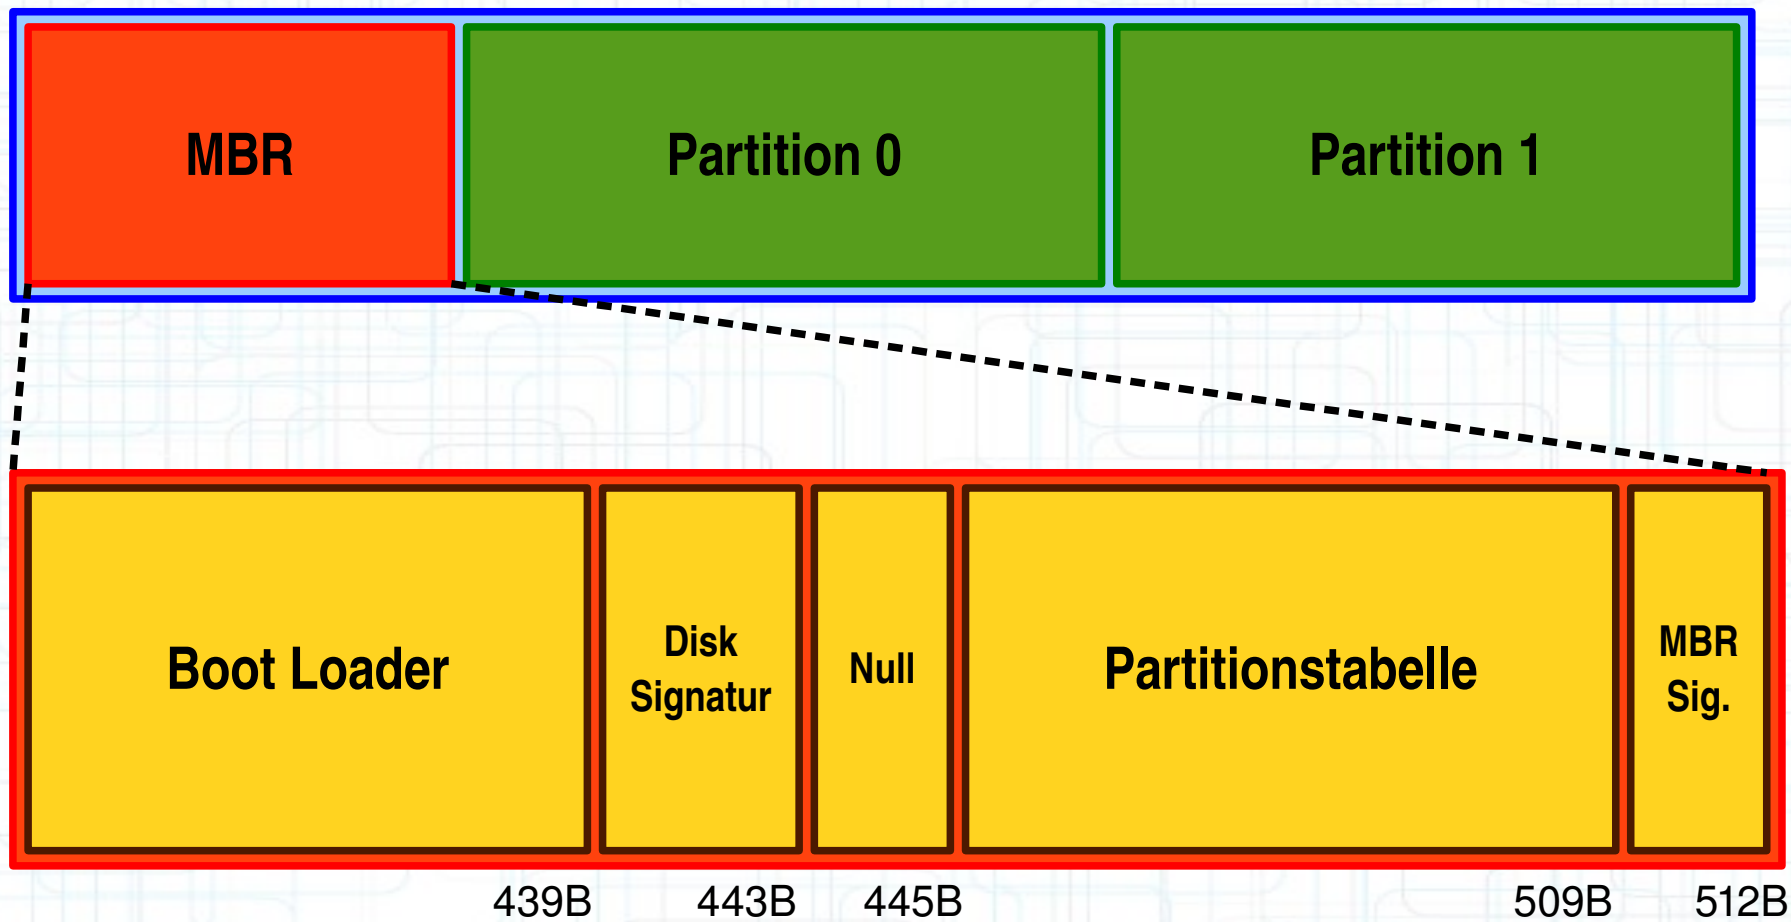 MBR
Partition 0
Partition 1
Boot Loader
Disk
Signatur
Null
Partitionstabelle
MBR
Sig.
439B
443B
445B
509B
512B